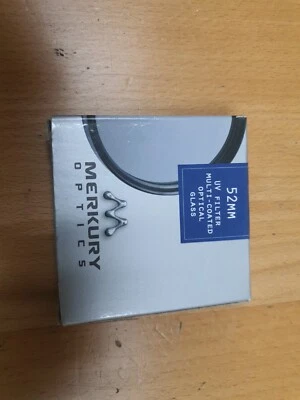 52MM
UV FILTER
MULTI-COATED
OPTICAL
GLASS
MERKURY
OPTICS